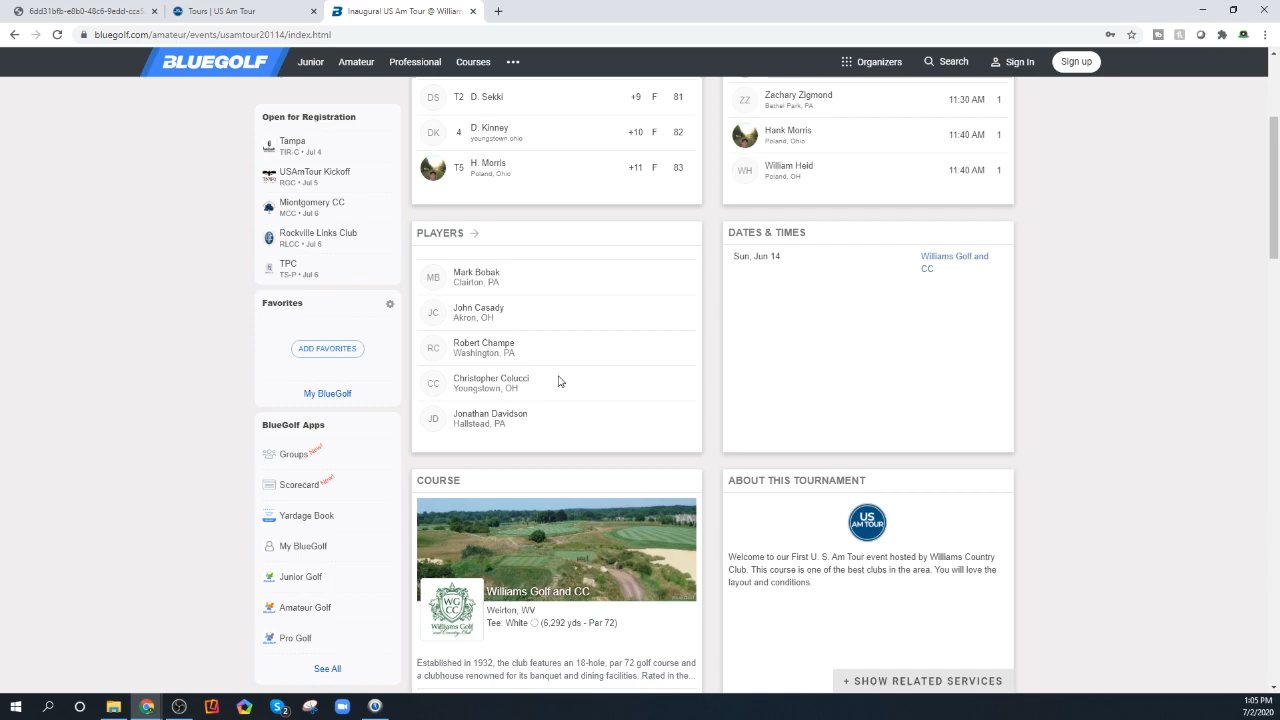 6dd31bfb-e8b0-48c6-9edd-cca5
Tours | US Am Tour
Inaugural US Am Tour @ William
bluegolf.com/amateur/events/usamtour20114/index.html
BLUEGOLF
Junior
Amateur
Professional
Courses
Organizers
Search
Sign In
Sign up
Open for Registration
Tampa
TIR-C • Jul 4
USAmTour Kickoff
RGC • Jul 5
Miontgomery CC
MCC • Jul 6
Rockville Links Club
RLCC • Jul 6
TPC
TS-P • Jul 6
Favorites
ADD FAVORITES
My BlueGolf
BlueGolf Apps
Groups New!
Scorecard New!
Yardage Book
My BlueGolf
Junior Golf
Amateur Golf
Pro Golf
See All
DS T2 D. Sekki +9 F 81
DK 4 D. Kinney +10 F 82
youngstown.ohio
T5 H. Morris +11 F 83
Poland, Ohio
ZZ Zachary Zigmond 11:30 AM 1
Bethel Park, PA
Hank Morris 11:40 AM 1
Poland, Ohio
WH William Heid 11:40 AM 1
Poland, OH
PLAYERS
MB Mark Bobak
Clairton, PA
JC John Casady
Akron, OH
RC Robert Champe
Washington, PA
CC Christopher Colucci
Youngstown, OH
JD Jonathan Davidson
Hallstead, PA
DATES & TIMES
Sun, Jun 14 Williams Golf and
CC
COURSE
Williams Golf and CC
WG
CC
Williams Golf
and Country Club
Weirton, WV
Tee: White (6,292 yds - Par 72)
Established in 1932, the club features an 18-hole, par 72 golf course and
a clubhouse renowned for its banquet and dining facilities. Rated in the...
ABOUT THIS TOURNAMENT
US
AM TOUR
Welcome to our First U. S. Am Tour event hosted by Williams Country
Club. This course is one of the best clubs in the area. You will love the
layout and conditions.
+ SHOW RELATED SERVICES
1:05 PM
7/2/2020